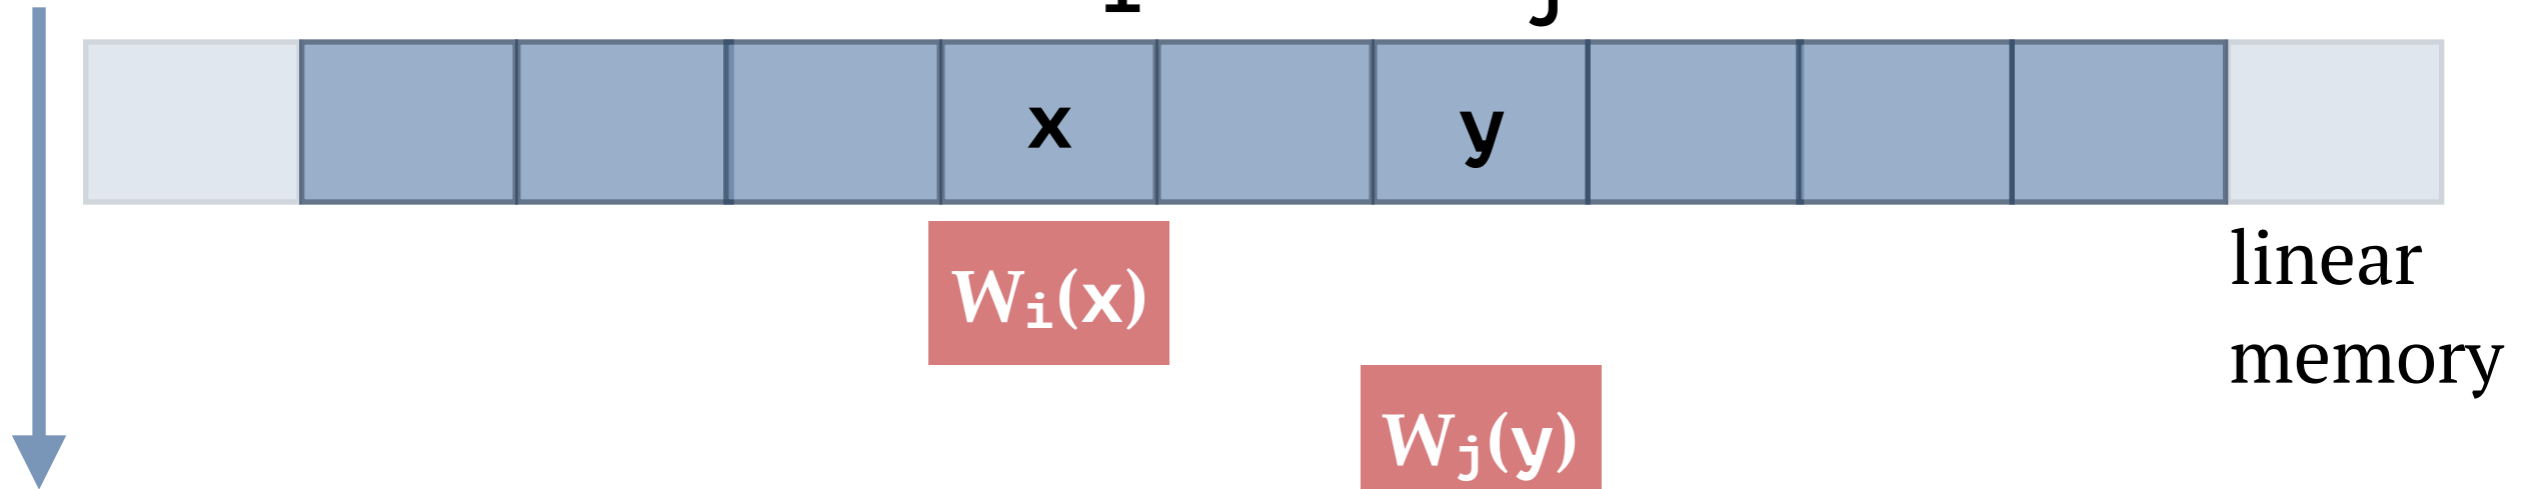 i j
x y
linear
memory
Wᵢ(x)
Wⱼ(y)